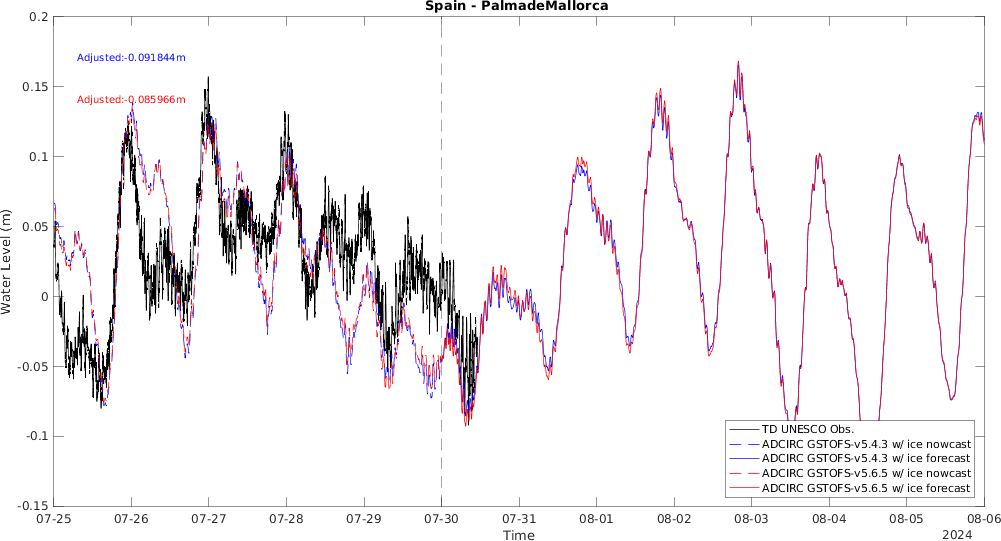 Spain - PalmadeMallorca
0.2
Adjusted:-0.091844m
0.15
Adjusted:-0.085966m
0.1
0.05
0
-0.05
-0.1
-0.15
Water Level (m)
TD UNESCO Obs.
ADCIRC GSTOFS-v5.4.3 w/ ice nowcast
ADCIRC GSTOFS-v5.4.3 w/ ice forecast
ADCIRC GSTOFS-v5.6.5 w/ ice nowcast
ADCIRC GSTOFS-v5.6.5 w/ ice forecast
07-25 07-26 07-27 07-28 07-29 07-30 07-31 08-01 08-02 08-03 08-04 08-05 08-06
Time
2024